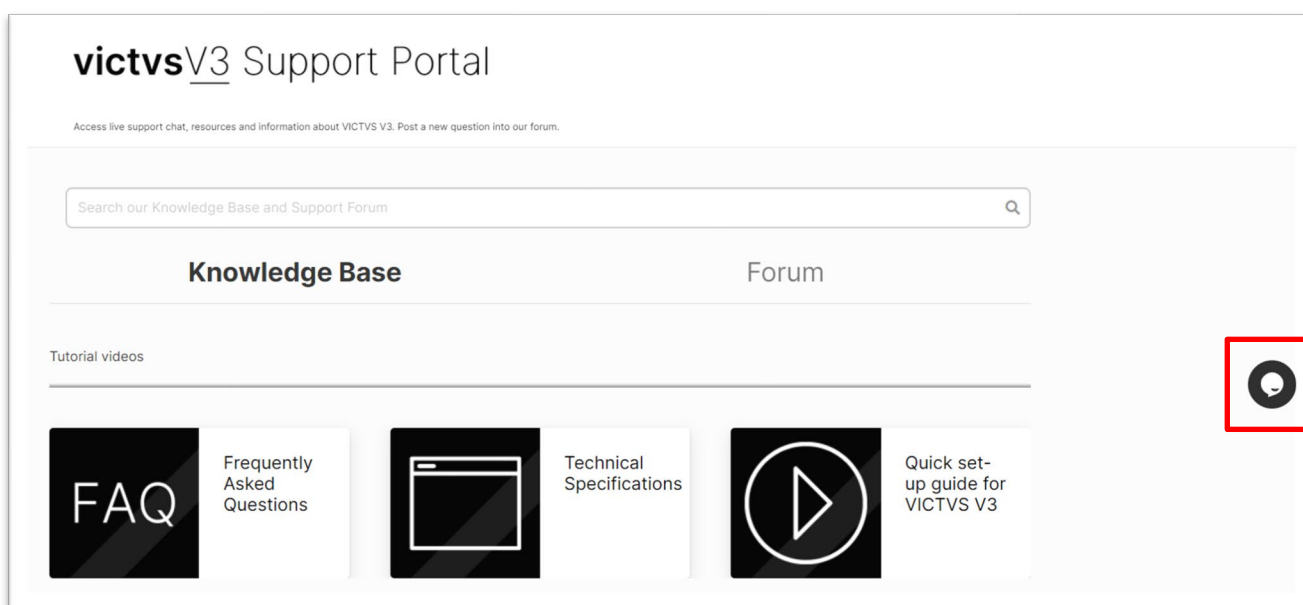 victvsV3 Support Portal
Access live support chat, resources and information about VICTVS V3. Post a new question into our forum.
Search our Knowledge Base and Support Forum
Knowledge Base
Forum
Tutorial videos
FAQ
Frequently
Asked
Questions
Technical
Specifications
Quick set-
up guide for
VICTVS V3